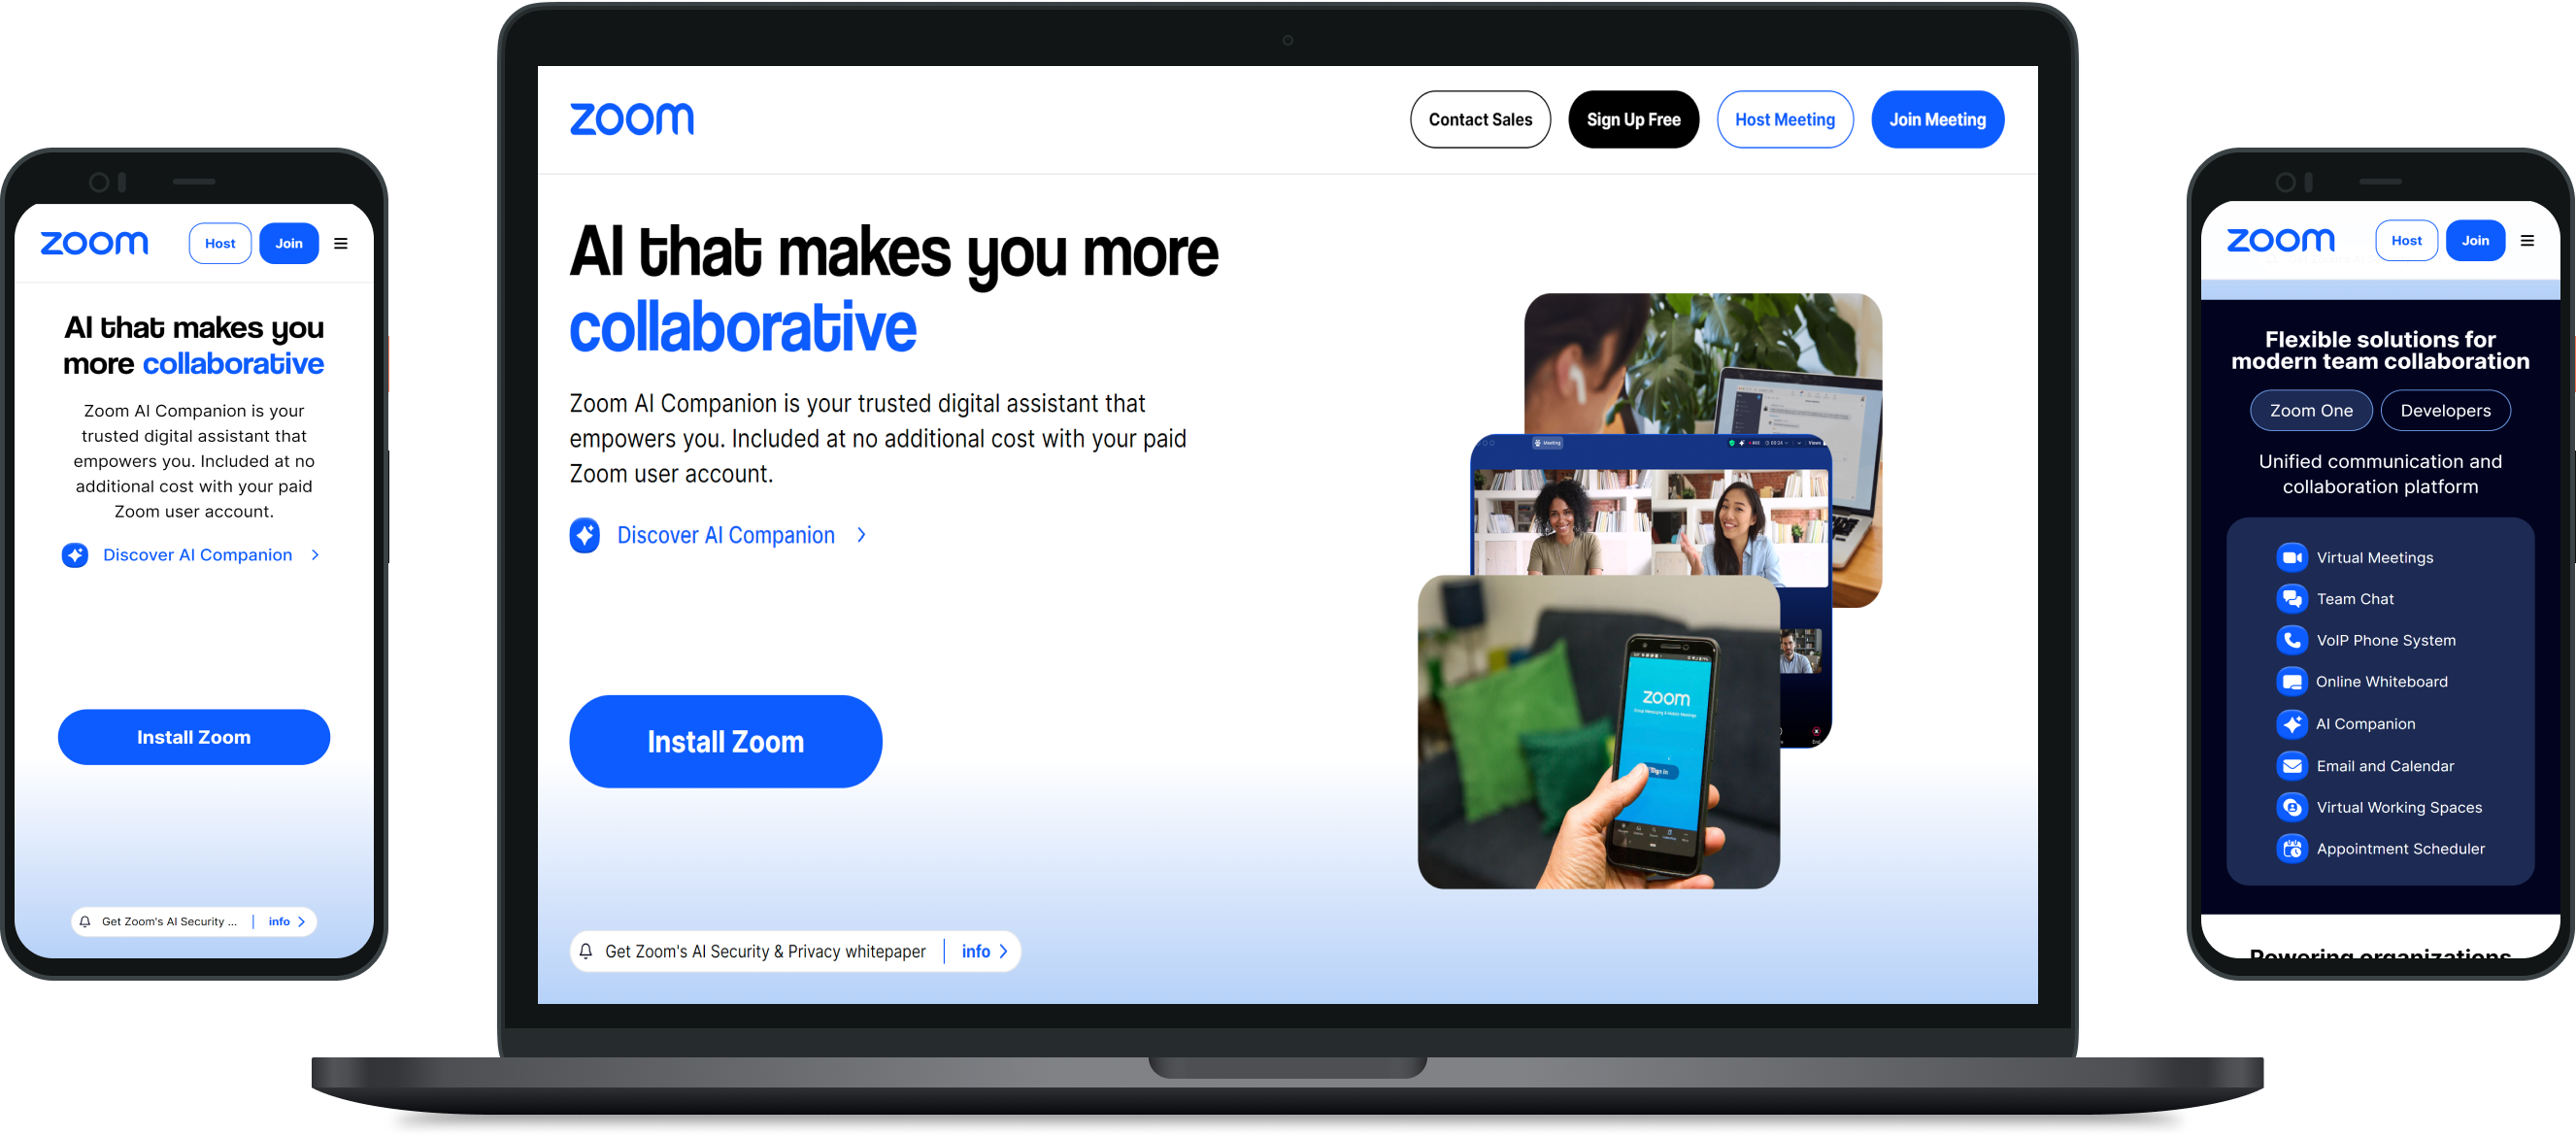 zoom
Host
Join
AI that makes you
more collaborative
Zoom AI Companion is your
trusted digital assistant that
empowers you. Included at no
additional cost with your paid
Zoom user account.
Discover AI Companion
Install Zoom
Get Zoom's AI Security ...
info
zoom
Contact Sales
Sign Up Free
Host Meeting
Join Meeting
AI that makes you more
collaborative
Zoom AI Companion is your trusted digital assistant that
empowers you. Included at no additional cost with your paid
Zoom user account.
Discover AI Companion
Install Zoom
Meeting
zoom
Sign In
Get Zoom's AI Security & Privacy whitepaper
info
zoom
Host
Join
Flexible solutions for
modern team collaboration
Zoom One
Developers
Unified communication and
collaboration platform
Virtual Meetings
Team Chat
VoIP Phone System
Online Whiteboard
AI Companion
Email and Calendar
Virtual Working Spaces
Appointment Scheduler
Powering organizations